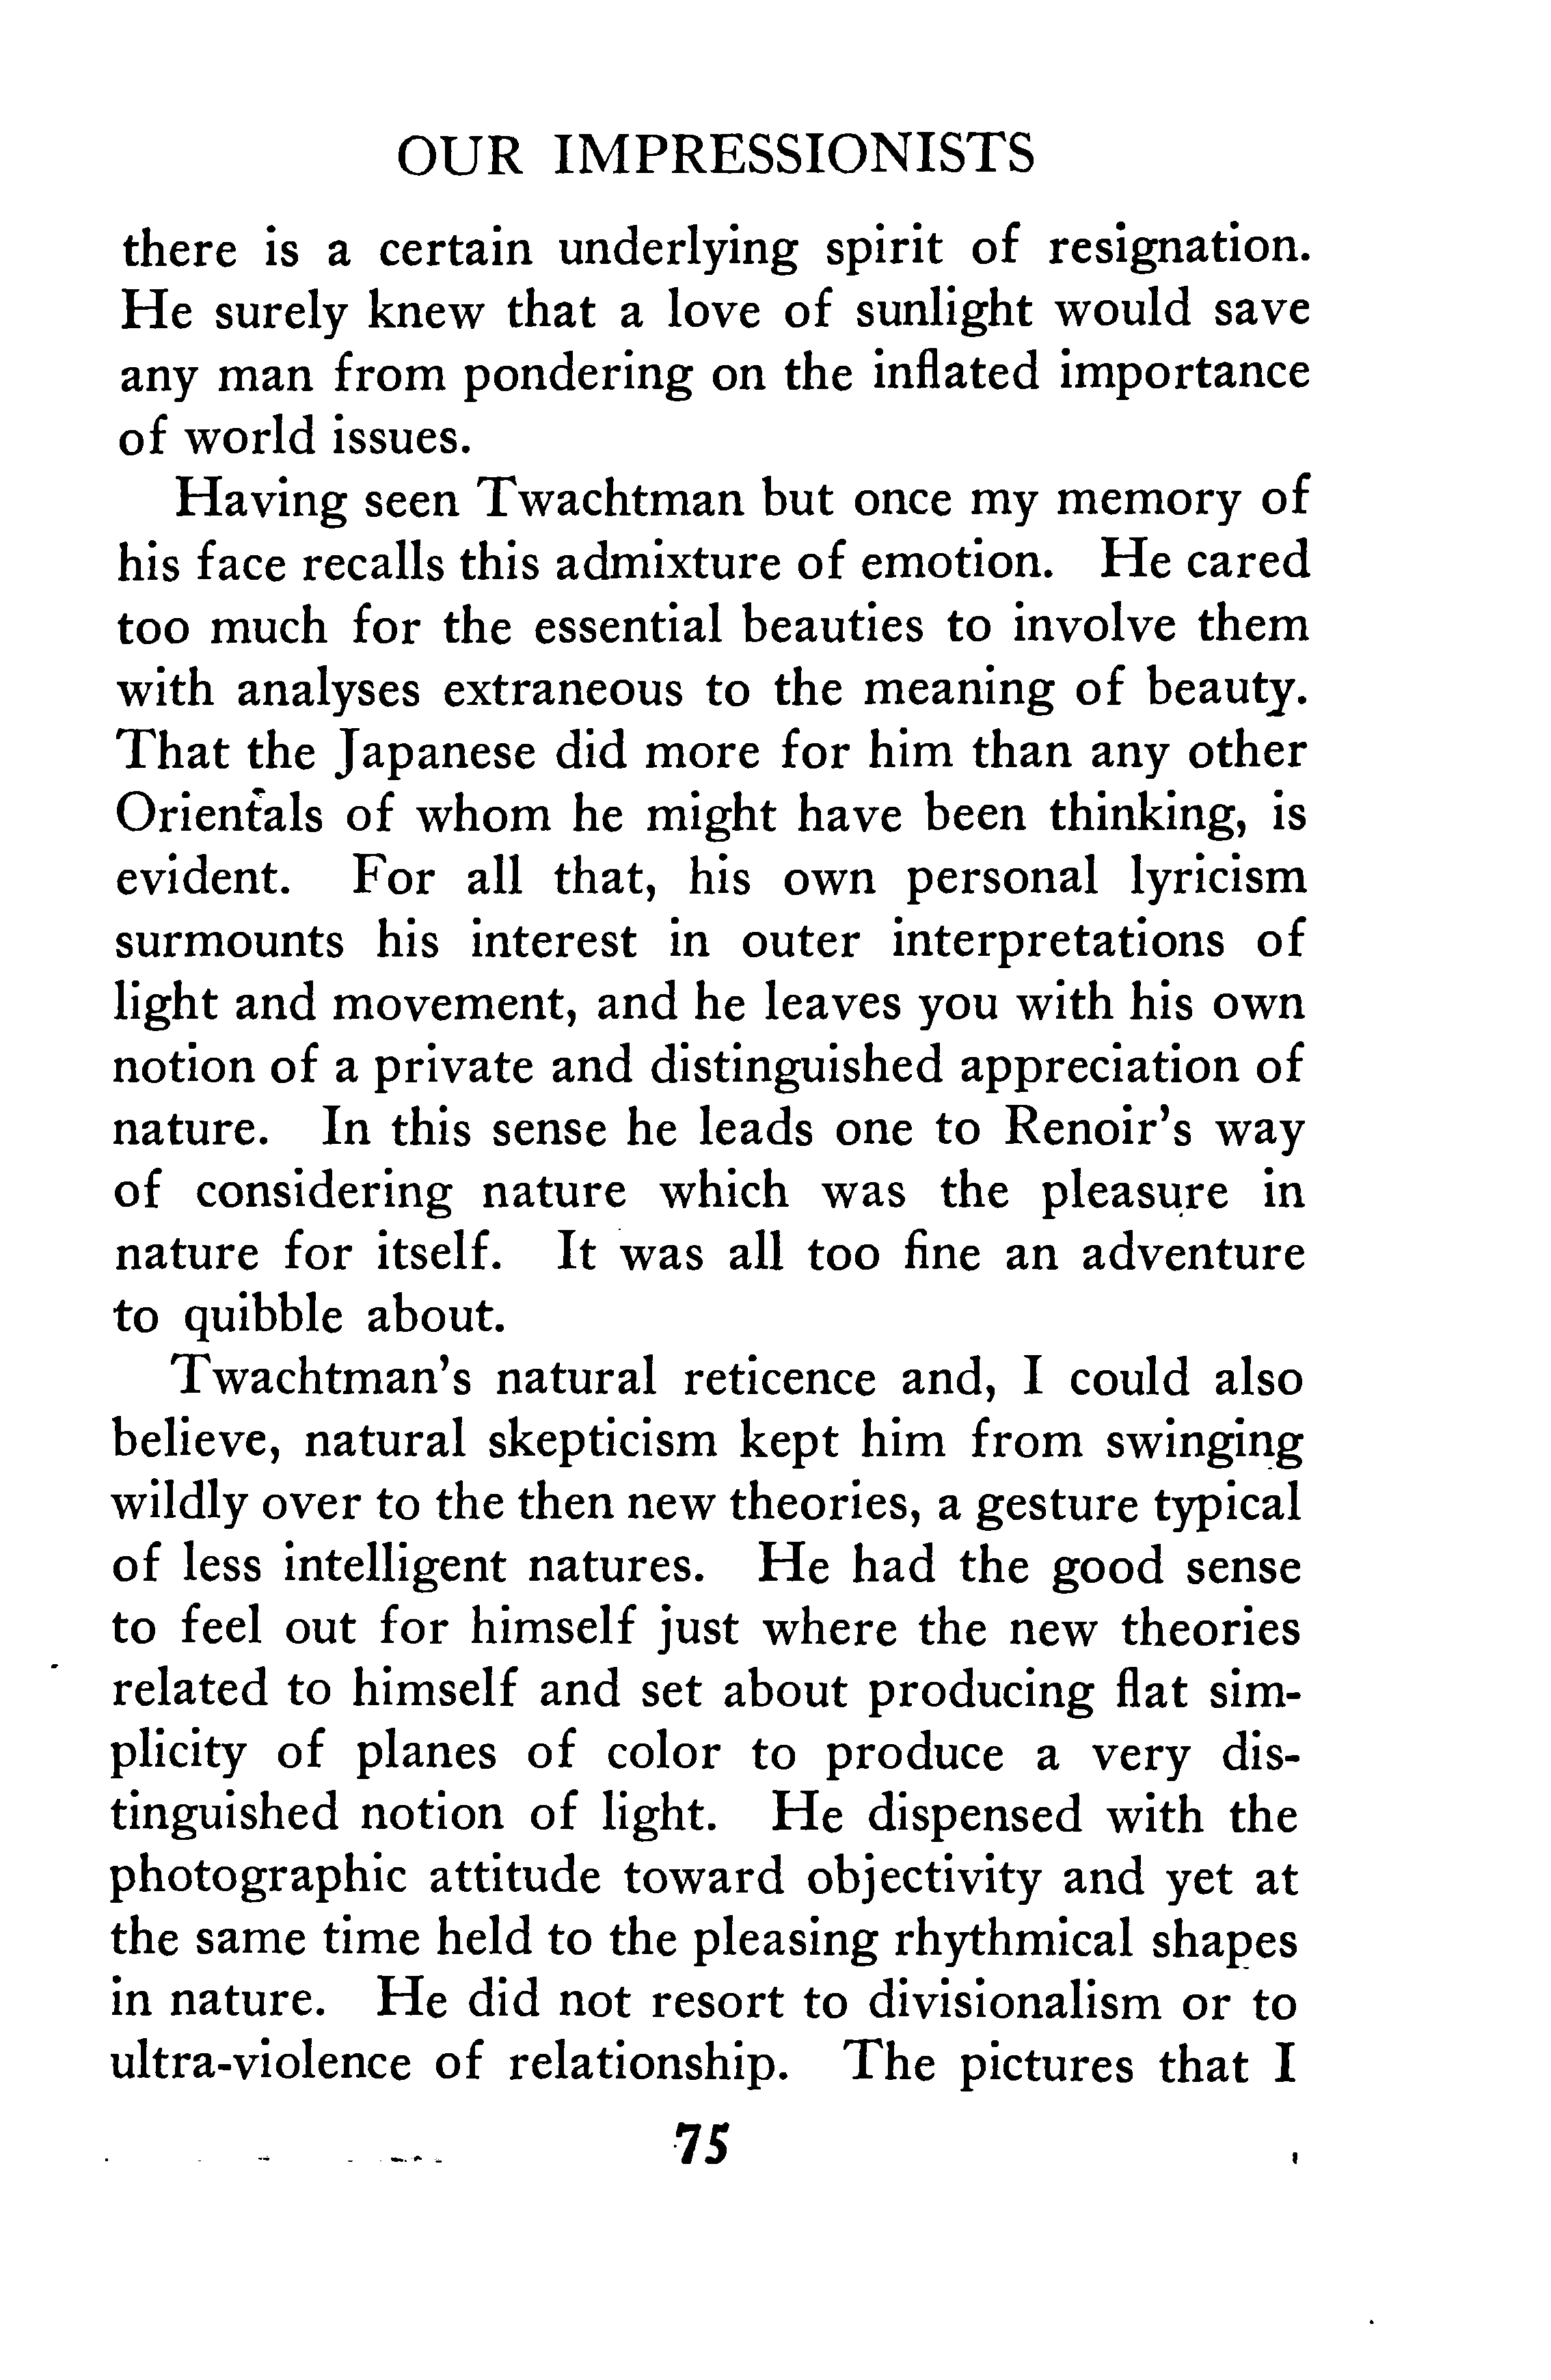 OUR IMPRESSIONISTS
there is a certain underlying spirit of resignation.
He surely knew that a love of sunlight would save
any man from pondering on the inflated importance
of world issues.
Having seen Twachtman but once my memory of
his face recalls this admixture of emotion. He cared
too much for the essential beauties to involve them
with analyses extraneous to the meaning of beauty.
That the Japanese did more for him than any other
Orientals of whom he might have been thinking, is
evident. For all that, his own personal lyricism
surmounts his interest in outer interpretations of
light and movement, and he leaves you with his own
notion of a private and distinguished appreciation of
nature. In this sense he leads one to Renoir's way
of considering nature which was the pleasure in
nature for itself. It was all too fine an adventure
to quibble about.
Twachtman's natural reticence and, I could also
believe, natural skepticism kept him from swinging
wildly over to the then new theories, a gesture typical
of less intelligent natures. He had the good sense
to feel out for himself just where the new theories
related to himself and set about producing flat sim-
plicity of planes of color to produce a very dis-
tinguished notion of light. He dispensed with the
photographic attitude toward objectivity and yet at
the same time held to the pleasing rhythmical shapes
in nature. He did not resort to divisionalism or to
ultra-violence of relationship. The pictures that I
75